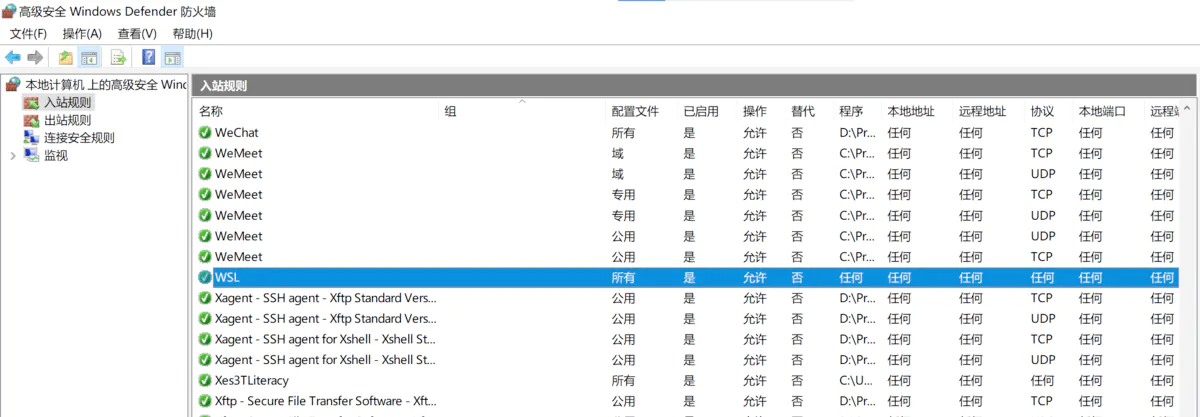 高级安全 Windows Defender 防火墙
文件(F) 操作(A) 查看(V) 帮助(H)
本地计算机 上的高级安全 Wind
入站规则
出站规则
连接安全规则
监视
入站规则
名称 组 配置文件 已启用 操作 替代 程序 本地地址 远程地址 协议 本地端口 远程端
WeChat 所有 是 允许 否 D:\Pr... 任何 任何 TCP 任何 任何
WeMeet 域 是 允许 否 C:\Pr... 任何 任何 TCP 任何 任何
WeMeet 域 是 允许 否 C:\Pr... 任何 任何 UDP 任何 任何
WeMeet 专用 是 允许 否 C:\Pr... 任何 任何 TCP 任何 任何
WeMeet 专用 是 允许 否 C:\Pr... 任何 任何 UDP 任何 任何
WeMeet 公用 是 允许 否 C:\Pr... 任何 任何 UDP 任何 任何
WeMeet 公用 是 允许 否 C:\Pr... 任何 任何 TCP 任何 任何
WSL 所有 是 允许 否 任何 任何 任何 任何 任何 任何
Xagent - SSH agent - Xftp Standard Vers... 公用 是 允许 否 D:\Pr... 任何 任何 TCP 任何 任何
Xagent - SSH agent - Xftp Standard Vers... 公用 是 允许 否 D:\Pr... 任何 任何 UDP 任何 任何
Xagent - SSH agent for Xshell - Xshell St... 公用 是 允许 否 D:\Pr... 任何 任何 TCP 任何 任何
Xagent - SSH agent for Xshell - Xshell St... 公用 是 允许 否 D:\Pr... 任何 任何 UDP 任何 任何
Xes3TLiteracy 所有 是 允许 否 C:\U... 任何 任何 任何 任何 任何
Xftp - Secure File Transfer Software - Xft... 公用 是 允许 否 D:\Pr... 任何 任何 TCP 任何 任何